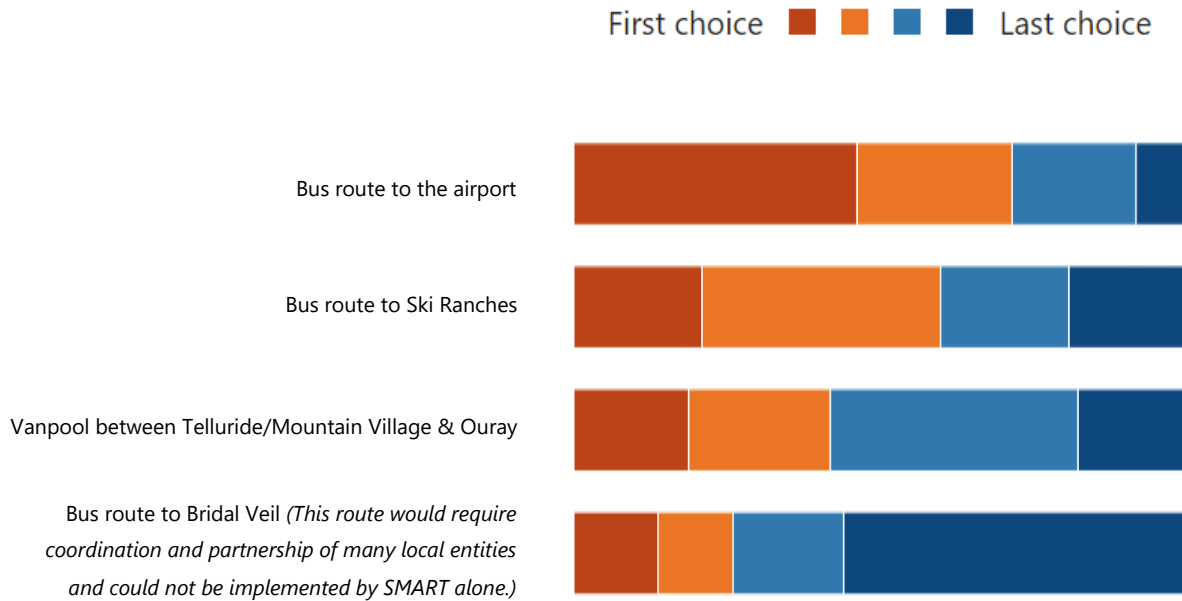 First choice Last choice
Bus route to the airport
Bus route to Ski Ranches
Vanpool between Telluride/Mountain Village & Ouray
Bus route to Bridal Veil (This route would require
coordination and partnership of many local entities
and could not be implemented by SMART alone.)